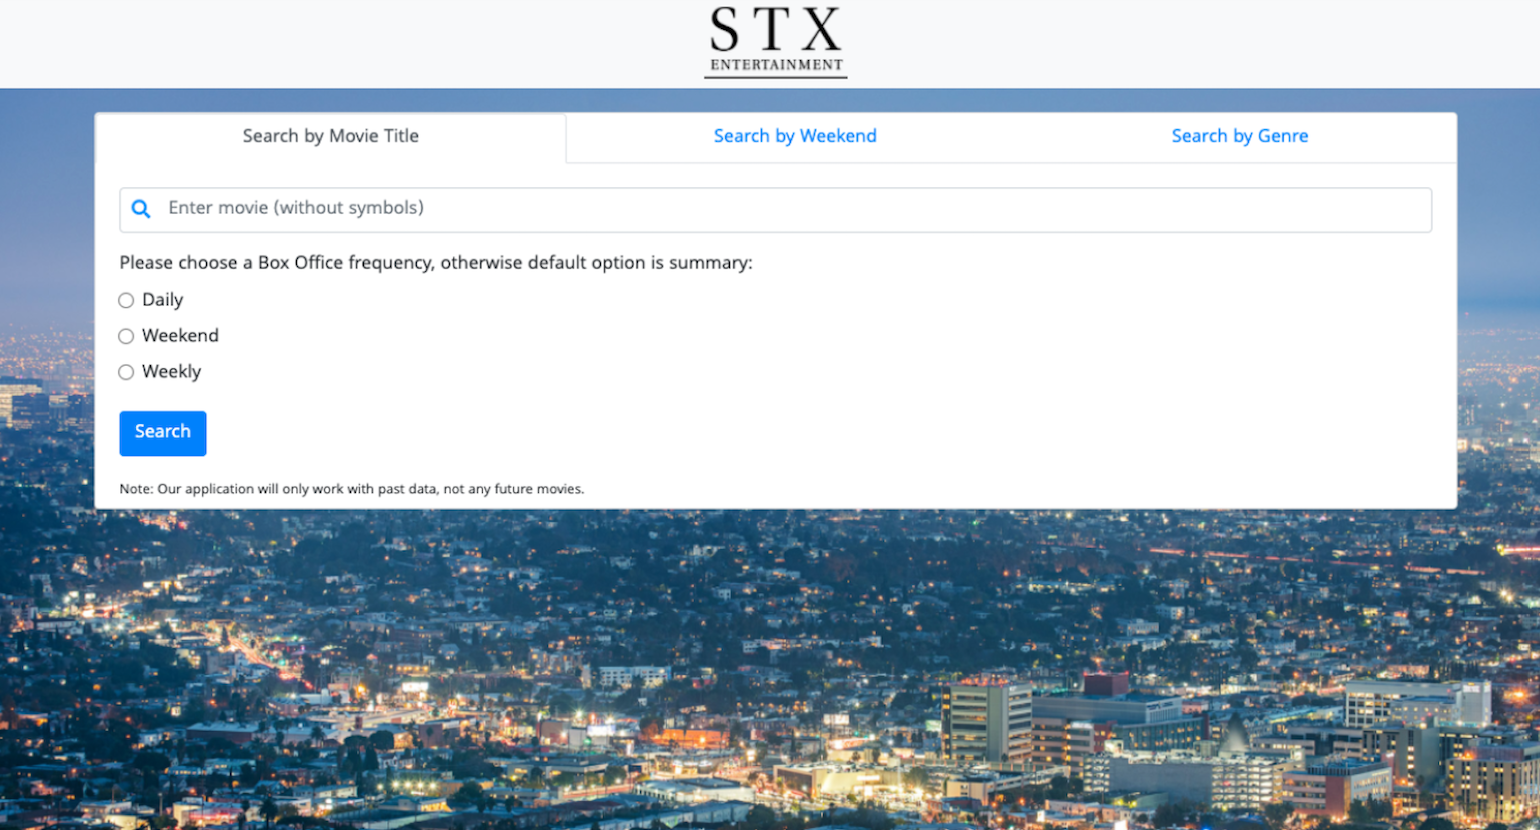 STX
ENTERTAINMENT
Search by Movie Title
Search by Weekend
Search by Genre
Enter movie (without symbols)
Please choose a Box Office frequency, otherwise default option is summary:
Daily
Weekend
Weekly
Search
Note: Our application will only work with past data, not any future movies.